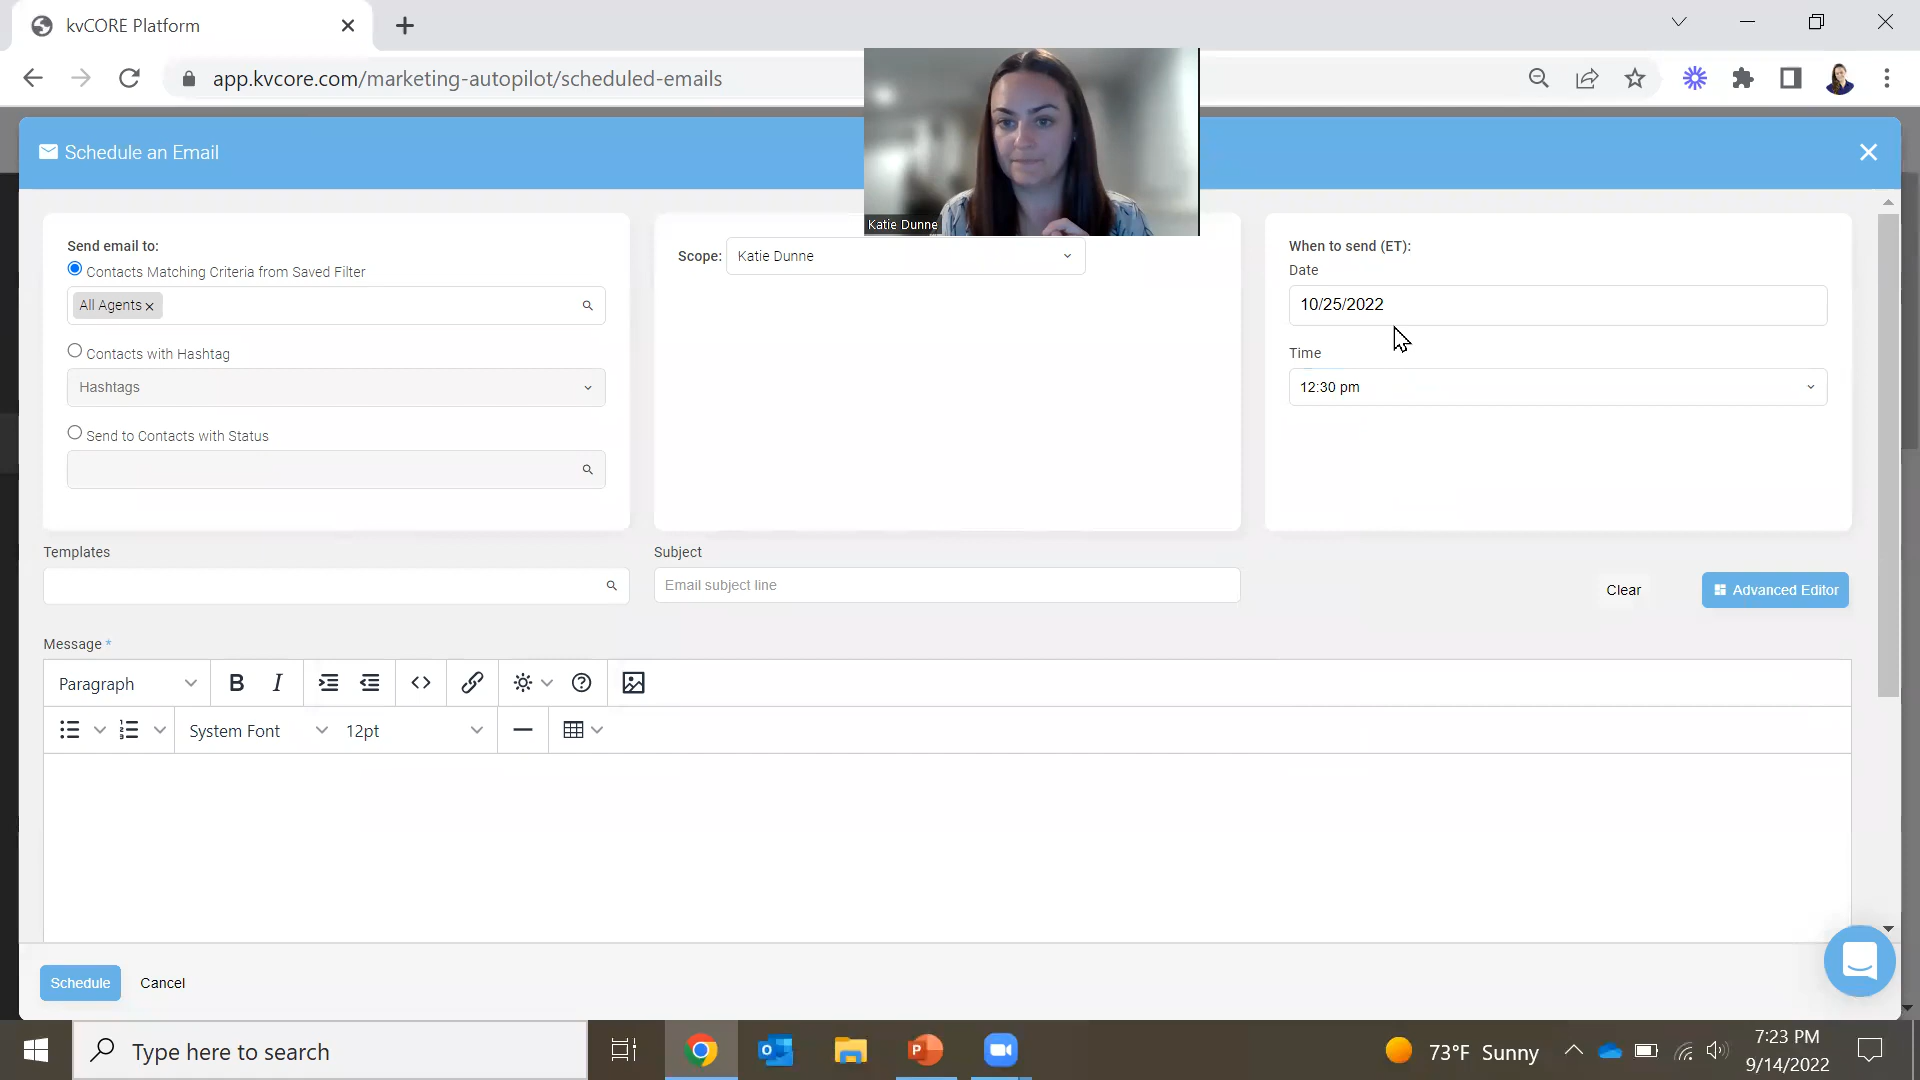 kvCORE Platform
app.kvcore.com/marketing-autopilot/scheduled-emails
Schedule an Email
Katie Dunne
Send email to:
Contacts Matching Criteria from Saved Filter
All Agents ×
Contacts with Hashtag
Hashtags
Send to Contacts with Status
Scope: Katie Dunne
When to send (ET):
Date
10/25/2022
Time
12:30 pm
Templates
Subject
Email subject line
Clear
Advanced Editor
Message *
Paragraph
B I
System Font
12pt
Schedule
Cancel
Type here to search
73°F Sunny
7:23 PM
9/14/2022